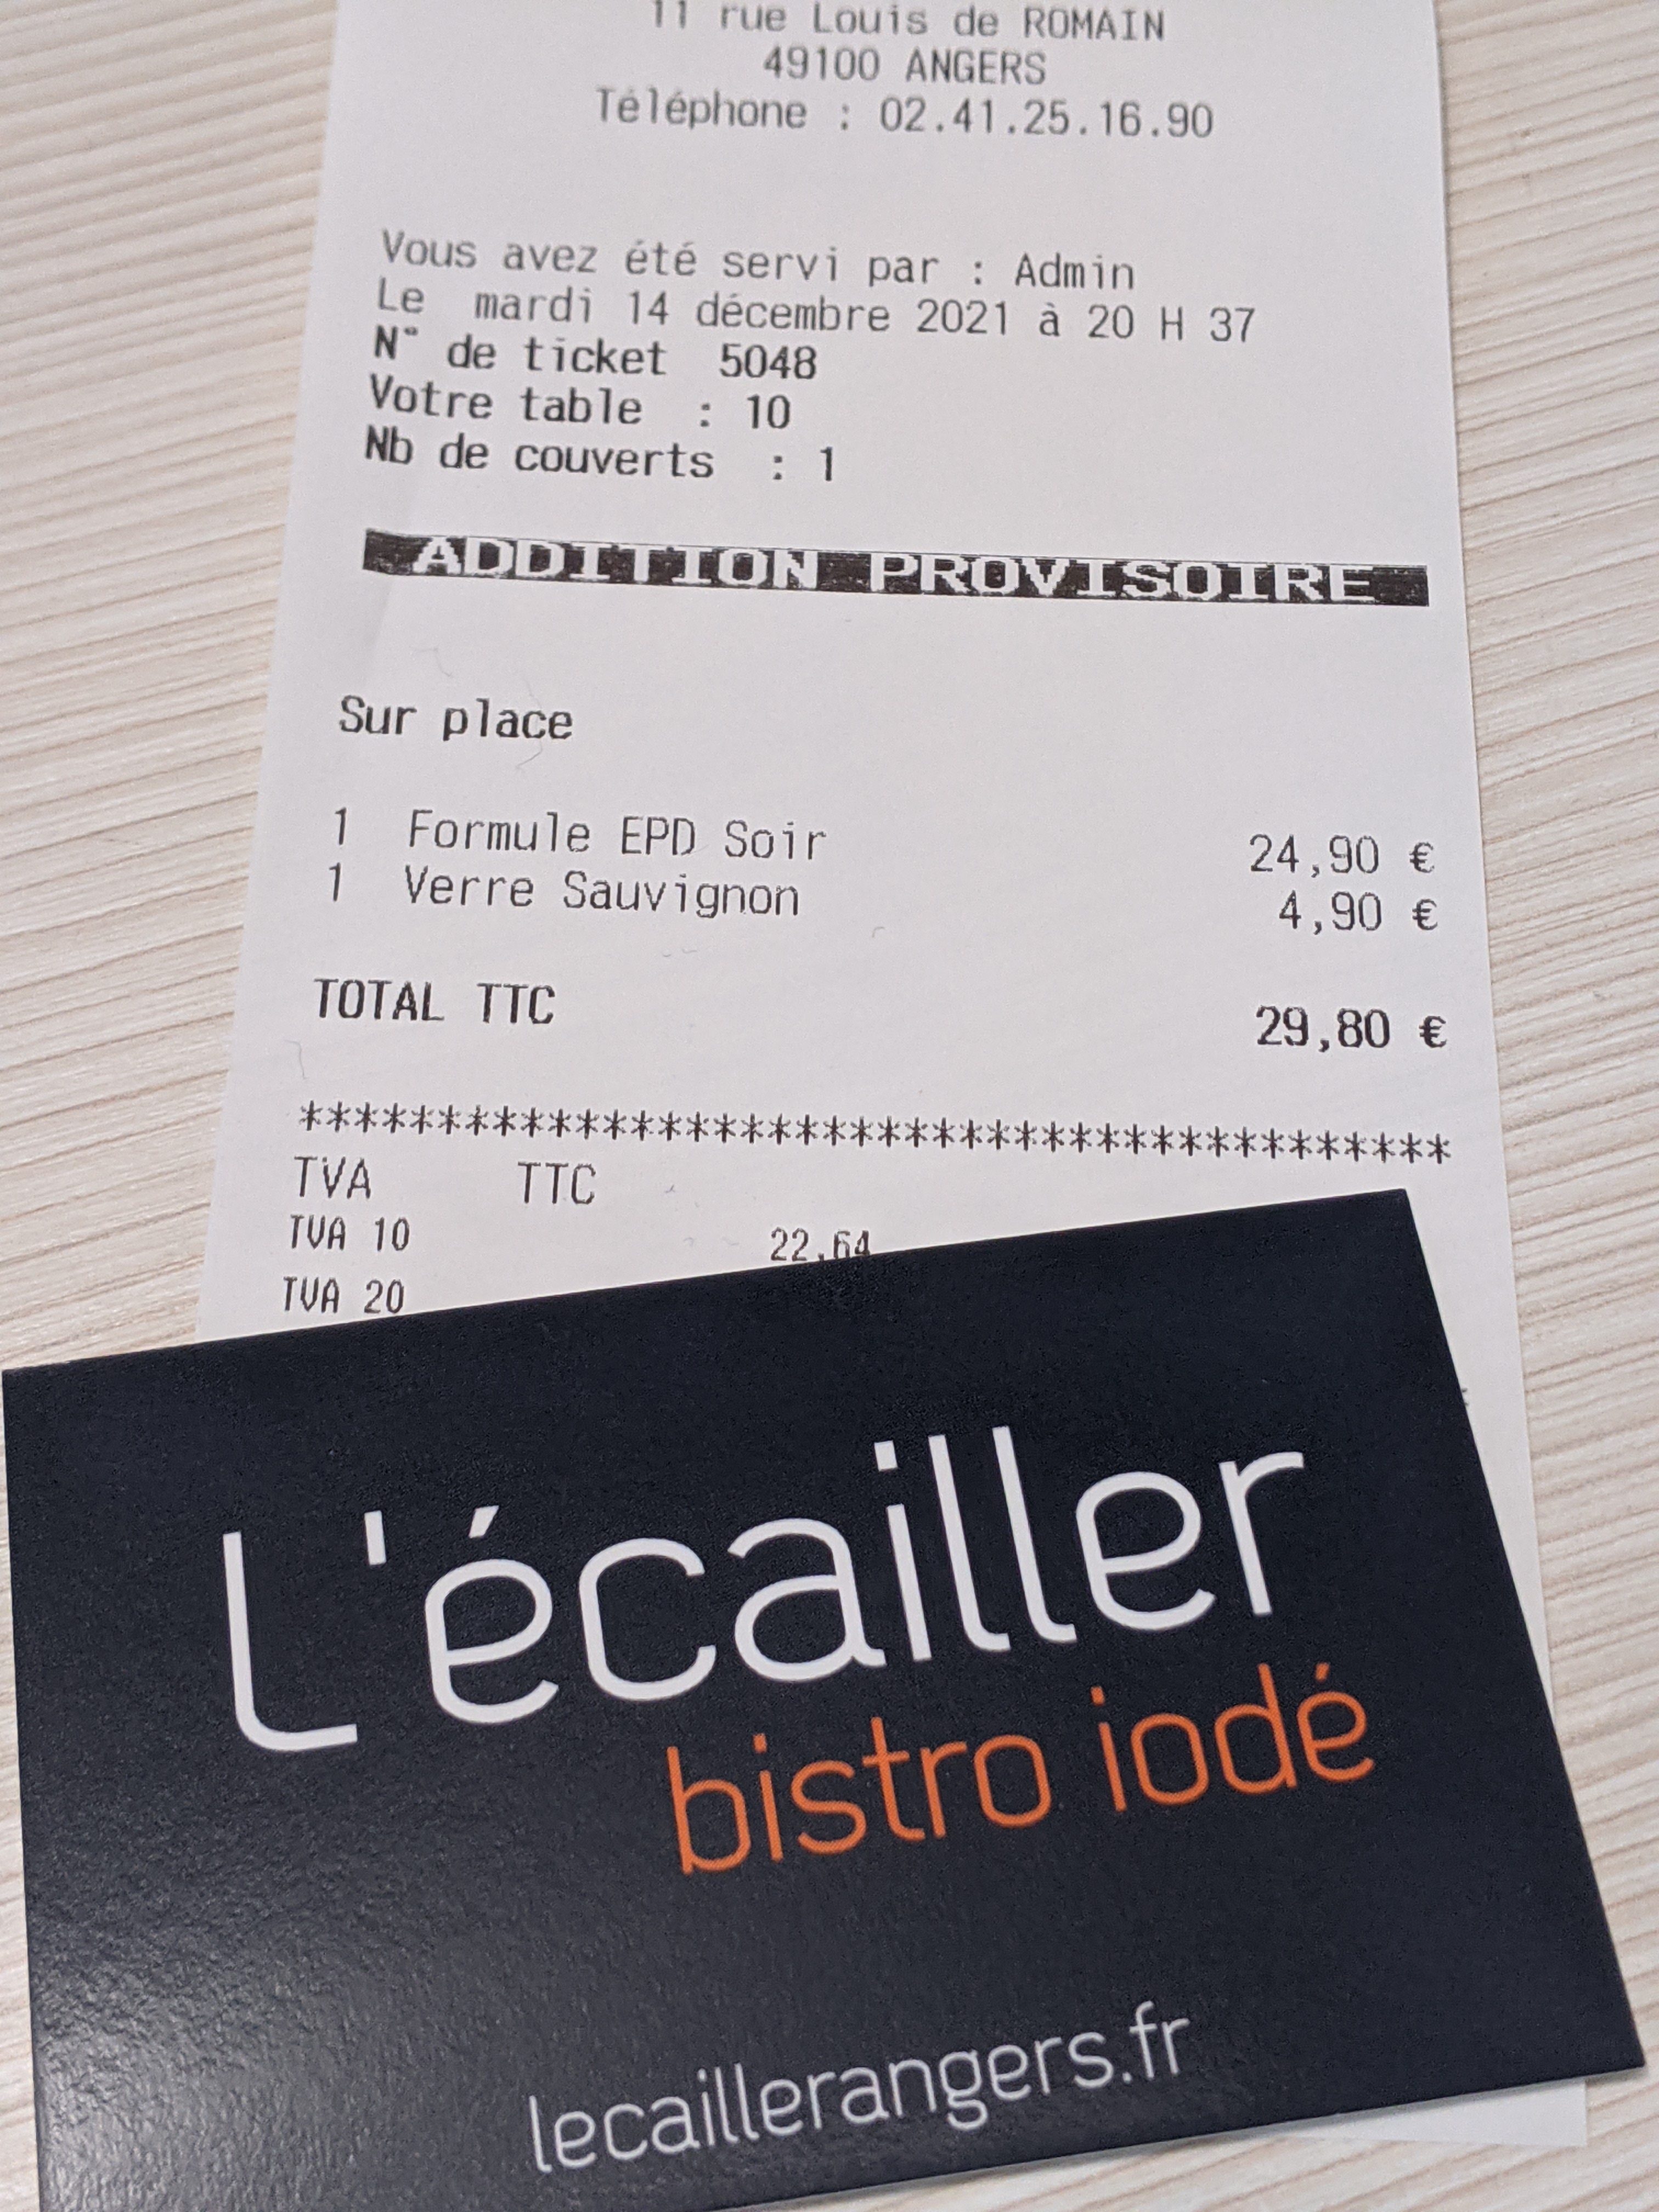 11 rue Louis de ROMAIN
49100 ANGERS
Téléphone : 02.41.25.16.90
Vous avez été servi par : Admin
Le mardi 14 décembre 2021 à 20 H 37
N° de ticket 5048
Votre table : 10
Nb de couverts : 1
ADDITION PROVISOIRE
Sur place
1 Formule EPD Soir 24,90 €
1 Verre Sauvignon 4,90 €
TOTAL TTC 29,80 €
******************************************
TVA TTC
TVA 10 22,64
TVA 20
L'écailler
bistro iodé
lecaillerangers.fr